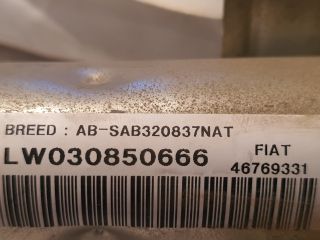 BREED : AB-SAB320837NAT
LW030850666
FIAT
46769331